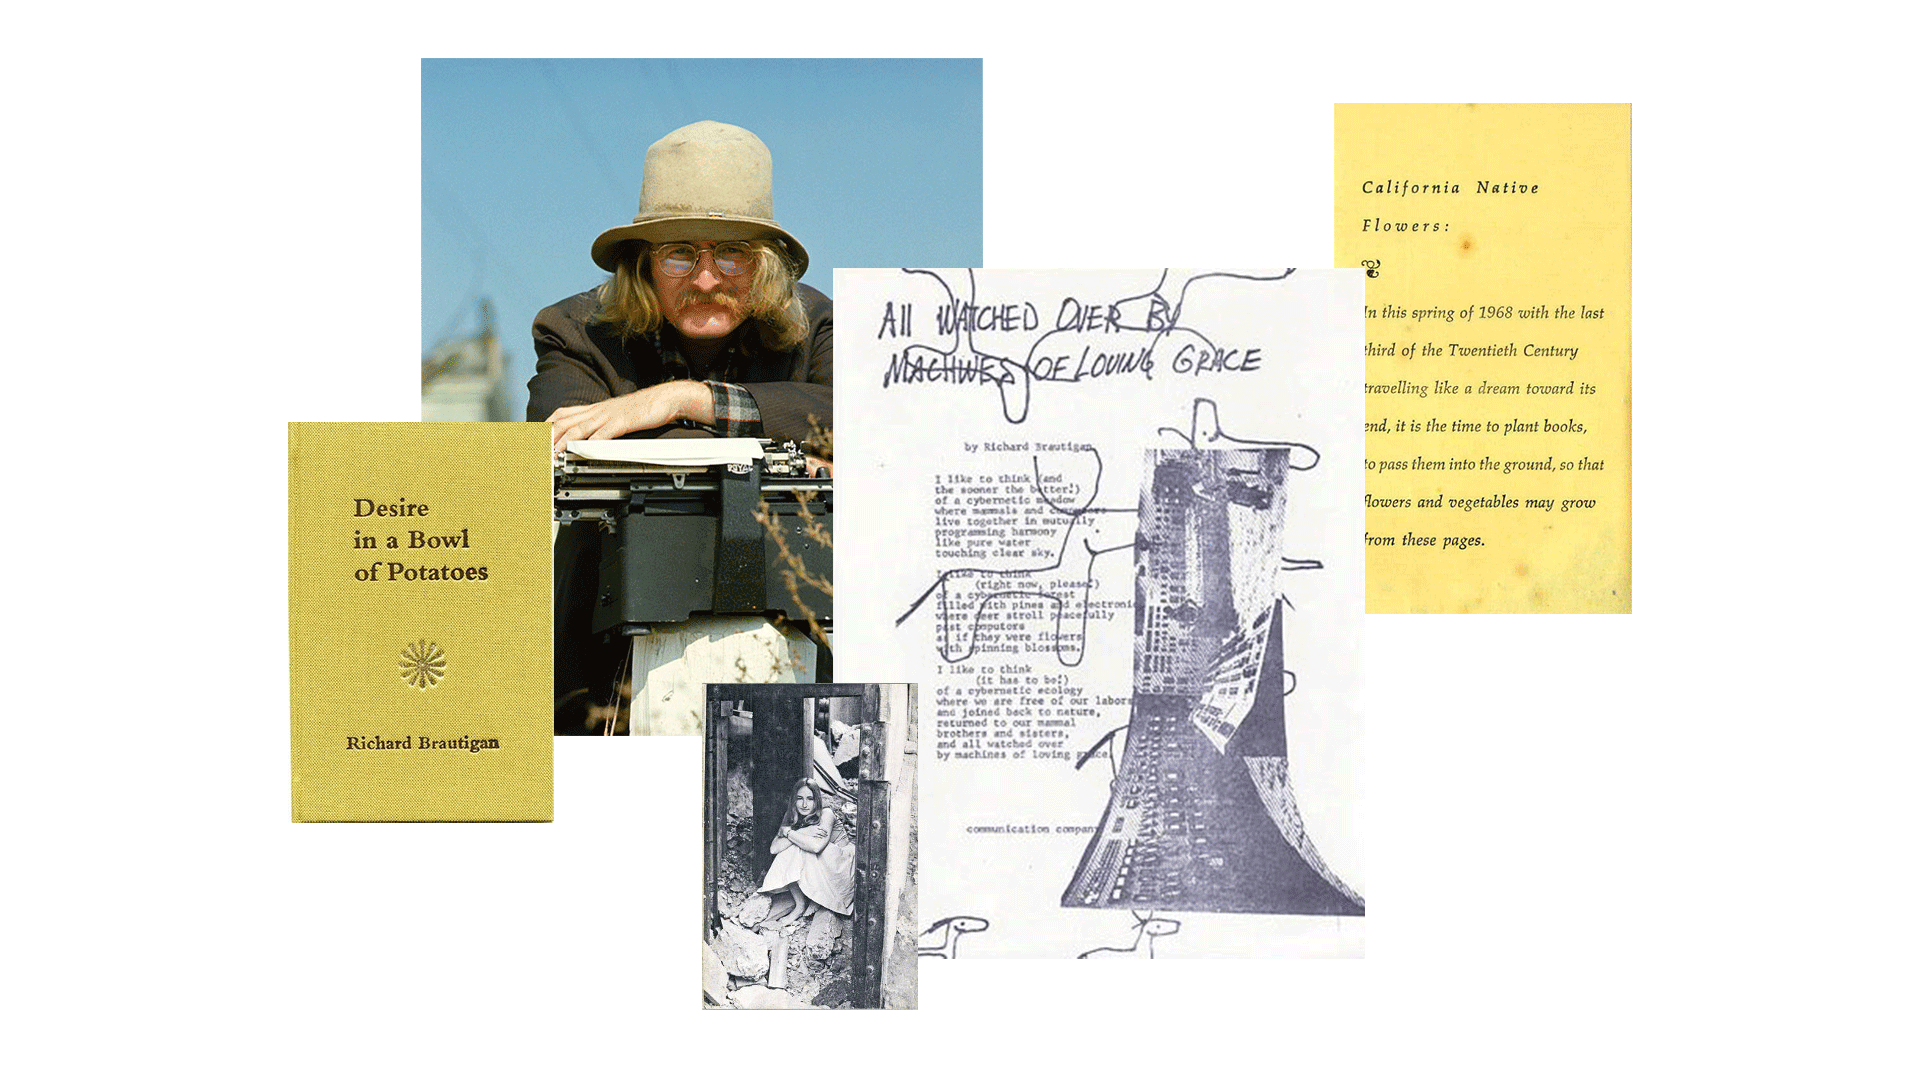 Desire
in a Bowl
of Potatoes
Richard Brautigan
All WATCHED OVER BY
MACHINES OF LOVING GRACE
by Richard Brautigan
I like to think (and
the sooner the better!)
of a cybernetic meadow
where mammals and computers
live together in mutually
programming harmony
like pure water
touching clear sky.
I like to think
(right now, please!)
of a cybernetic forest
filled with pines and electronics
where deer stroll peacefully
past computers
as if they were flowers
with spinning blossoms.
I like to think
(it has to be!)
of a cybernetic ecology
where we are free of our labors
and joined back to nature,
returned to our mammal
brothers and sisters,
and all watched over
by machines of loving grace.
communication company
California Native
Flowers:
In this spring of 1968 with the last
third of the Twentieth Century
travelling like a dream toward its
end, it is the time to plant books,
to pass them into the ground, so that
flowers and vegetables may grow
from these pages.